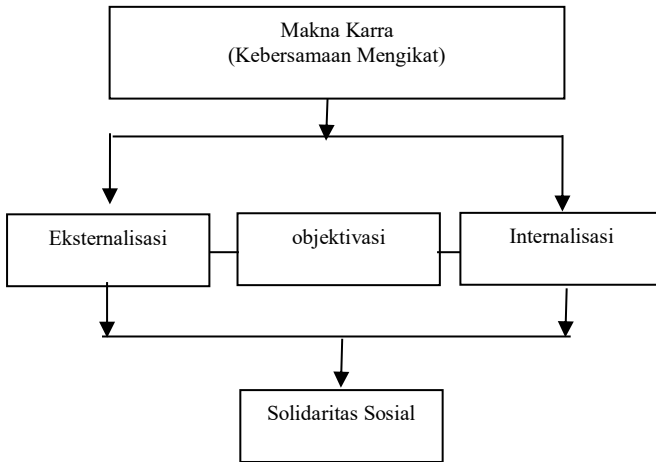 Makna Karra
(Kebersamaan Mengikat)
Eksternalisasi
objektivasi
Internalisasi
Solidaritas Sosial